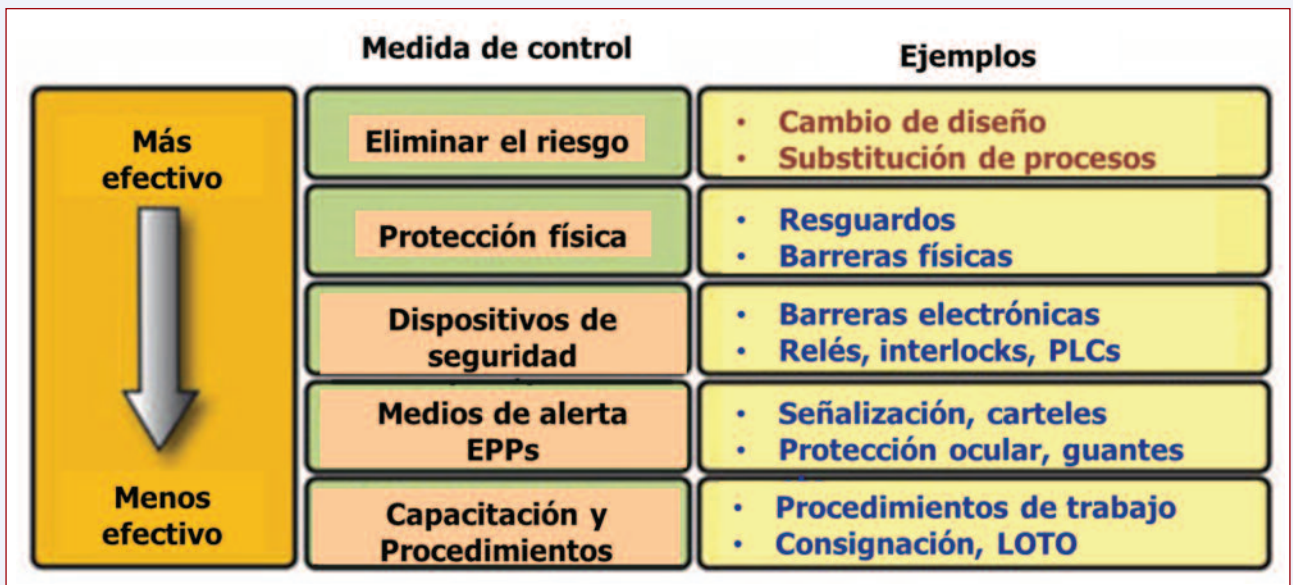 Medida de control
Ejemplos
Más
efectivo
Menos
efectivo
Eliminar el riesgo
• Cambio de diseño
• Substitución de procesos
Protección física
• Resguardos
• Barreras físicas
Dispositivos de
seguridad
• Barreras electrónicas
• Relés, interlocks, PLCs
Medios de alerta
EPPs
• Señalización, carteles
• Protección ocular, guantes
Capacitación y
Procedimientos
• Procedimientos de trabajo
• Consignación, LOTO